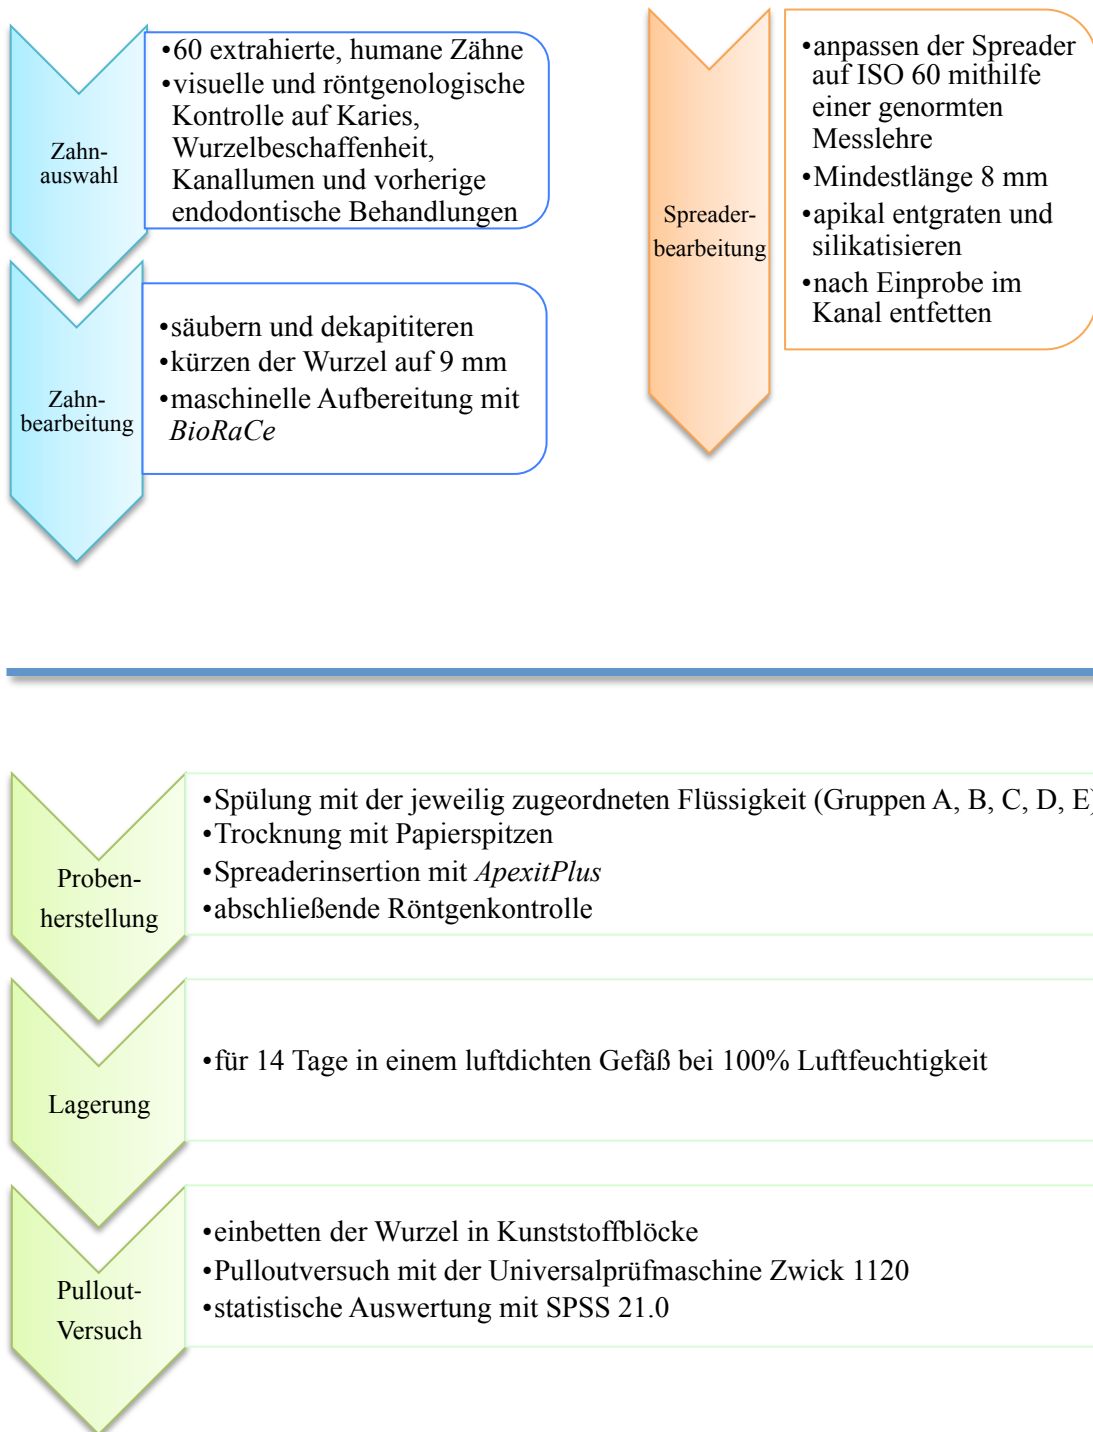 Zahn-
auswahl
•60 extrahierte, humane Zähne
•visuelle und röntgenologische
Kontrolle auf Karies,
Wurzelbeschaffenheit,
Kanallumen und vorherige
endodontische Behandlungen
Zahn-
bearbeitung
•säubern und dekapititeren
•kürzen der Wurzel auf 9 mm
•maschinelle Aufbereitung mit
BioRaCe
Spreader-
bearbeitung
•anpassen der Spreader
auf ISO 60 mithilfe
einer genormten
Messlehre
•Mindestlänge 8 mm
•apikal entgraten und
silikatisieren
•nach Einprobe im
Kanal entfetten
Proben-
herstellung
•Spülung mit der jeweilig zugeordneten Flüssigkeit (Gruppen A, B, C, D, E)
•Trocknung mit Papierspitzen
•Spreaderinsertion mit ApexitPlus
•abschließende Röntgenkontrolle
Lagerung
•für 14 Tage in einem luftdichten Gefäß bei 100% Luftfeuchtigkeit
Pullout-
Versuch
•einbetten der Wurzel in Kunststoffblöcke
•Pulloutversuch mit der Universalprüfmaschine Zwick 1120
•statistische Auswertung mit SPSS 21.0